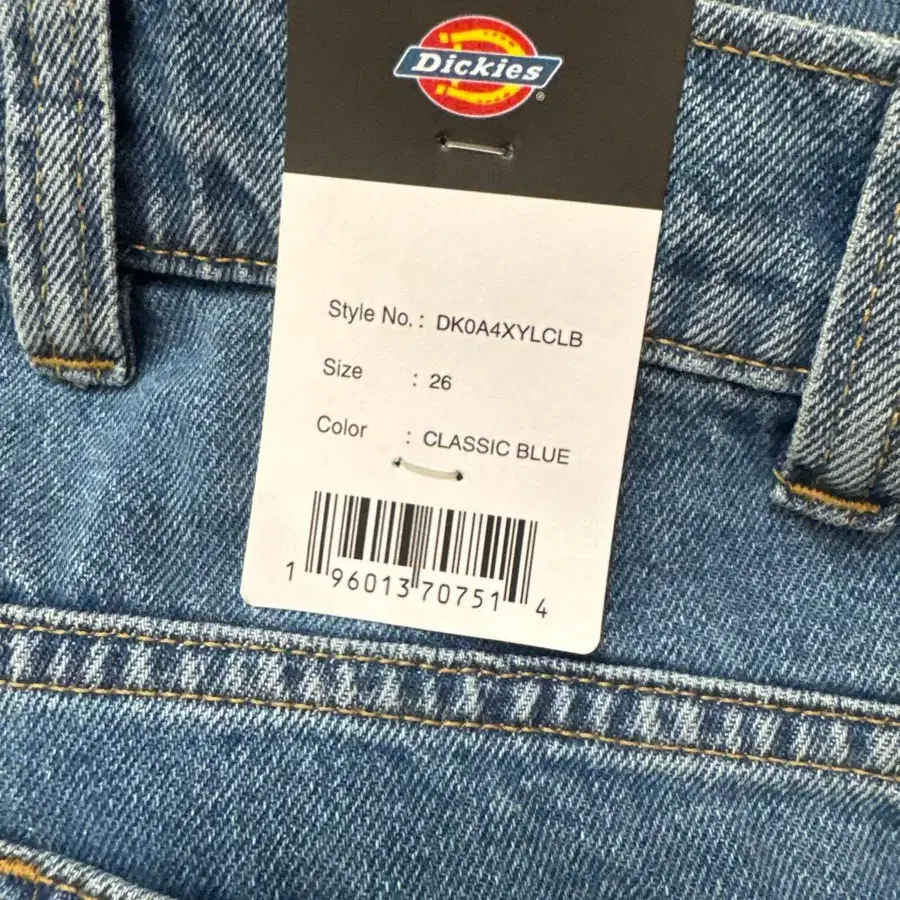 Dickies
®
Style No. : DK0A4XYLCLB
Size : 26
Color : CLASSIC BLUE
1 96013 70751 4